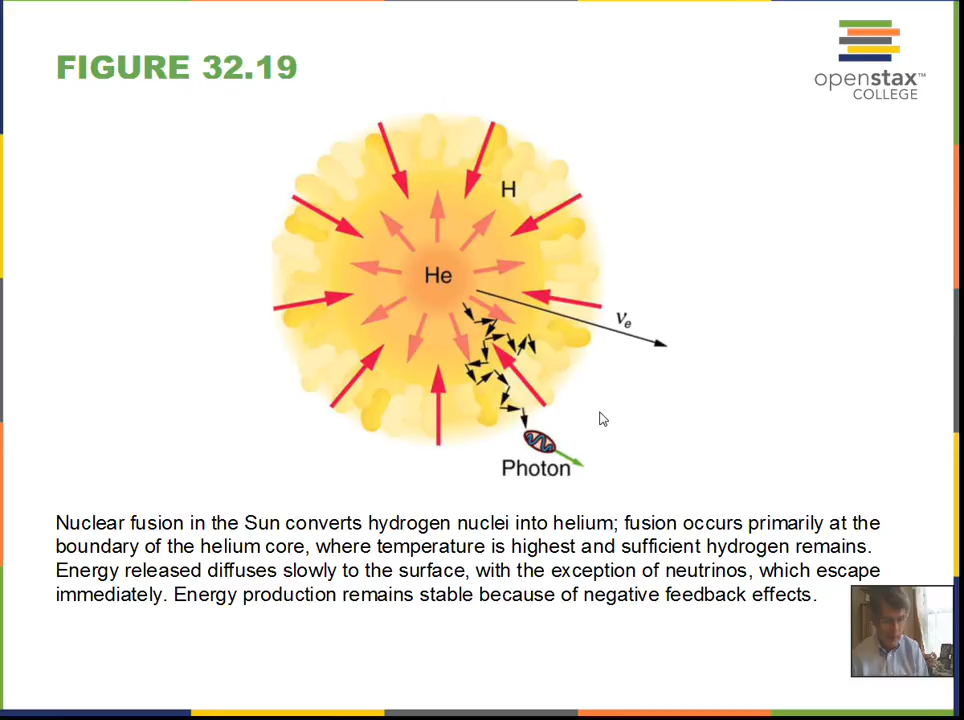 FIGURE 32.19
openstax™
COLLEGE
H
He
νe
Photon
Nuclear fusion in the Sun converts hydrogen nuclei into helium; fusion occurs primarily at the
boundary of the helium core, where temperature is highest and sufficient hydrogen remains.
Energy released diffuses slowly to the surface, with the exception of neutrinos, which escape
immediately. Energy production remains stable because of negative feedback effects.